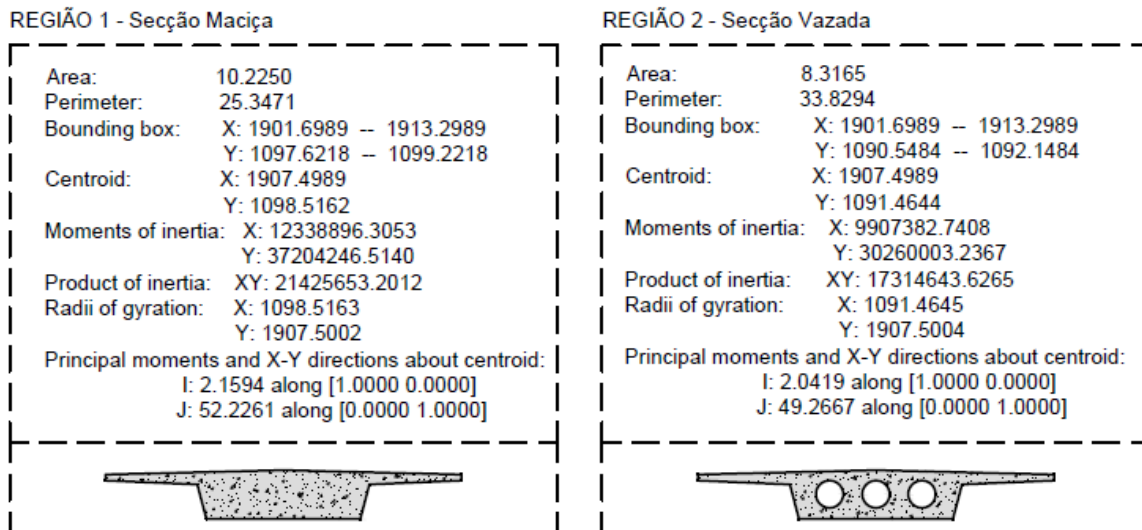 REGIÃO 1 - Secção Maciça
Area: 10.2250
Perimeter: 25.3471
Bounding box: X: 1901.6989 -- 1913.2989
Y: 1097.6218 -- 1099.2218
Centroid: X: 1907.4989
Y: 1098.5162
Moments of inertia: X: 12338896.3053
Y: 37204246.5140
Product of inertia: XY: 21425653.2012
Radii of gyration: X: 1098.5163
Y: 1907.5002
Principal moments and X-Y directions about centroid:
I: 2.1594 along [1.0000 0.0000]
J: 52.2261 along [0.0000 1.0000]
REGIÃO 2 - Secção Vazada
Area: 8.3165
Perimeter: 33.8294
Bounding box: X: 1901.6989 -- 1913.2989
Y: 1090.5484 -- 1092.1484
Centroid: X: 1907.4989
Y: 1091.4644
Moments of inertia: X: 9907382.7408
Y: 30260003.2367
Product of inertia: XY: 17314643.6265
Radii of gyration: X: 1091.4645
Y: 1907.5004
Principal moments and X-Y directions about centroid:
I: 2.0419 along [1.0000 0.0000]
J: 49.2667 along [0.0000 1.0000]